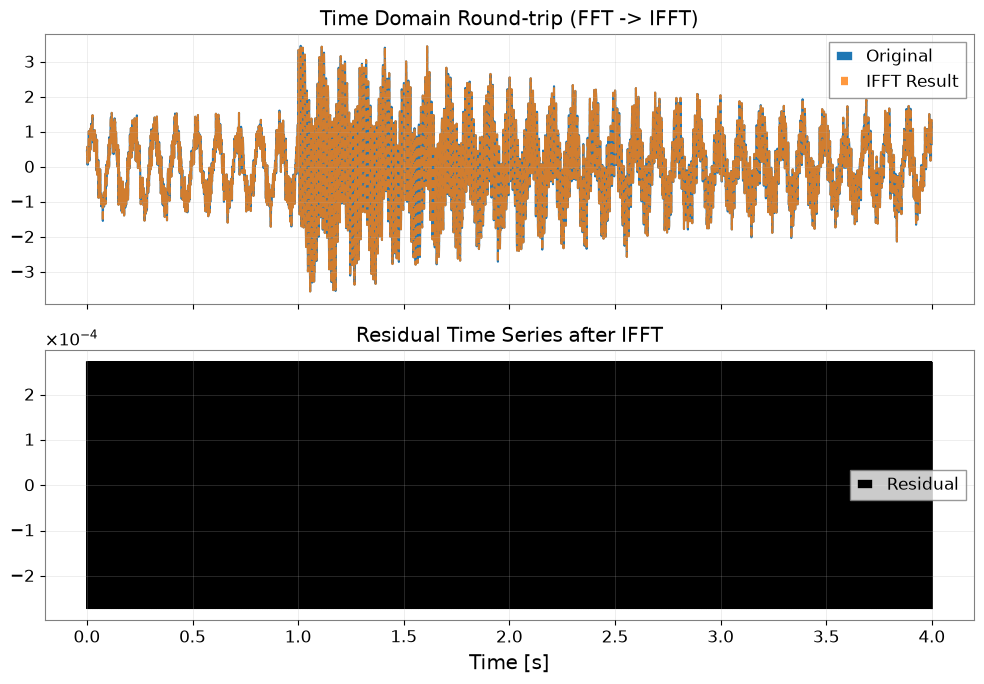 Time Domain Round-trip (FFT -> IFFT)
Original
IFFT Result
3
2
1
0
−1
−2
−3
Residual Time Series after IFFT
×10⁻⁴
2
1
0
−1
−2
Residual
0.0 0.5 1.0 1.5 2.0 2.5 3.0 3.5 4.0
Time [s]